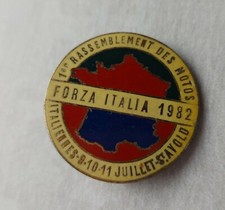 1er RASSEMBLEMENT DES MOTOS
FORZA ITALIA 1982
ITALIENNES-9-10-11 JUILLET-St AVOLD